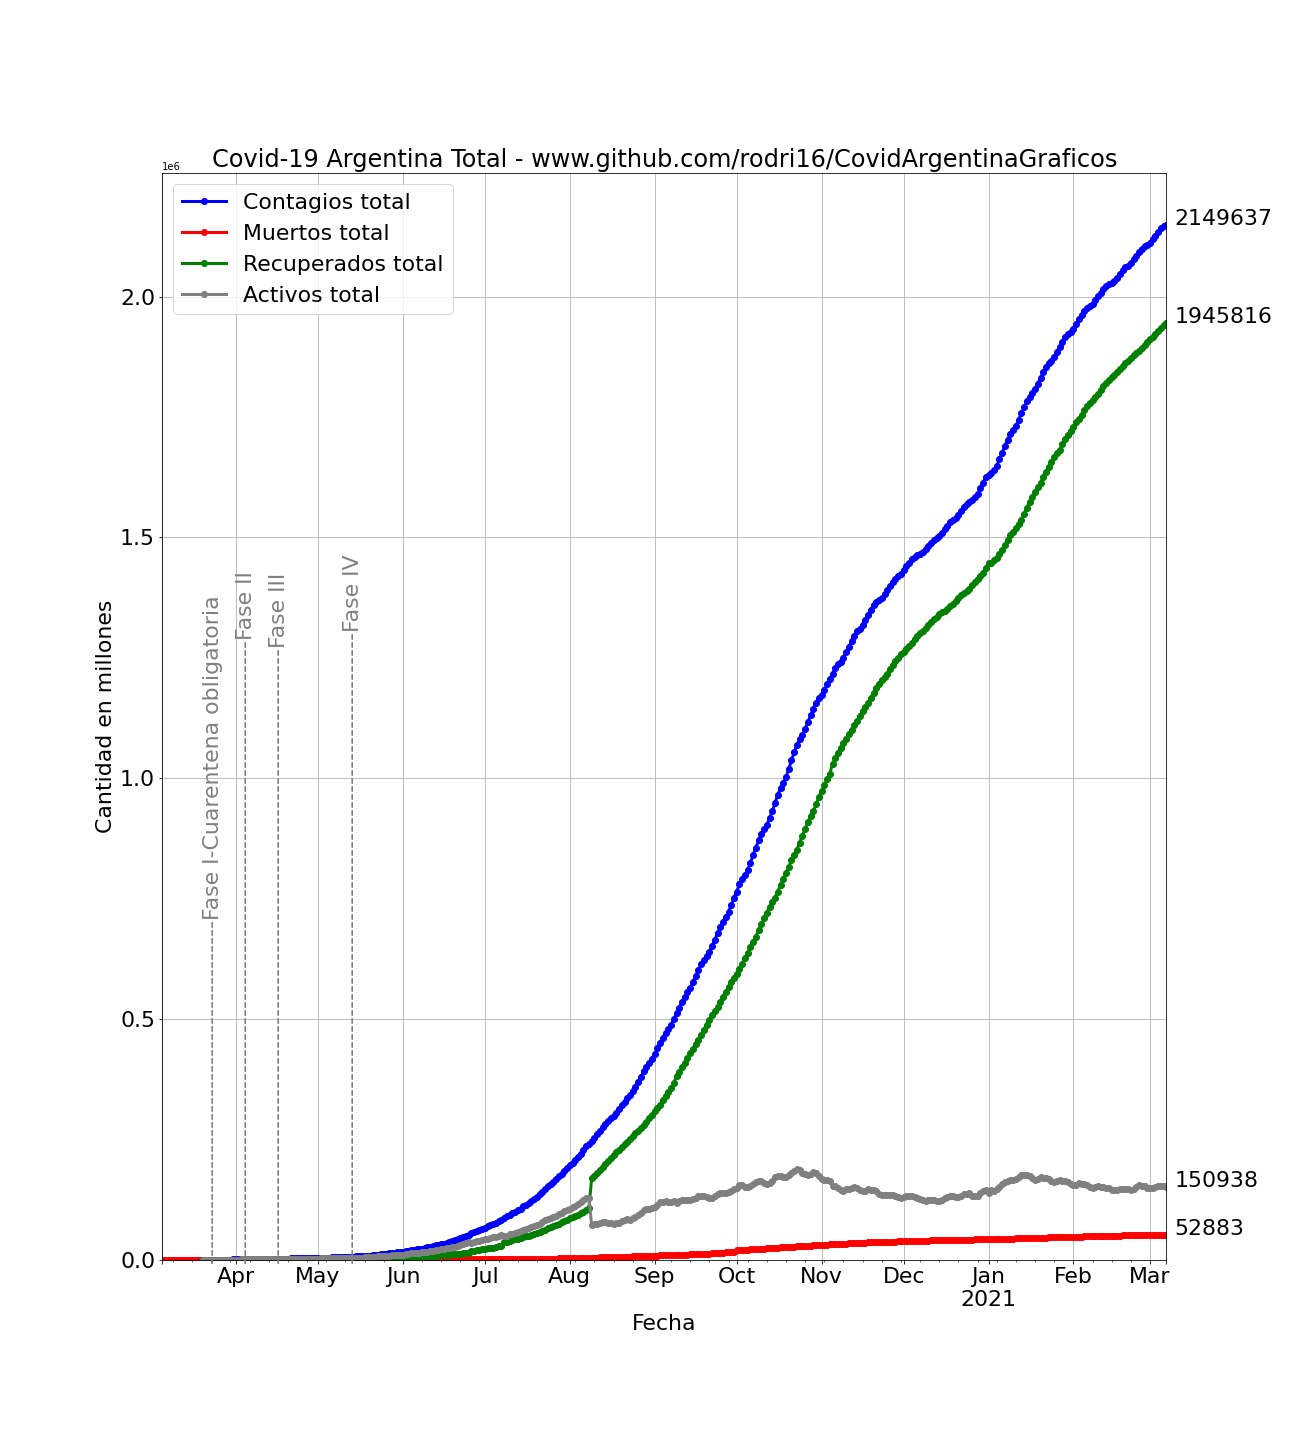 Covid-19 Argentina Total - www.github.com/rodri16/CovidArgentinaGraficos
1e6
Contagios total
Muertos total
Recuperados total
Activos total
2149637
1945816
150938
52883
2.0
1.5
1.0
0.5
0.0
Cantidad en millones
Fase I-Cuarentena obligatoria
Fase II
Fase III
Fase IV
Apr May Jun Jul Aug Sep Oct Nov Dec Jan Feb Mar
2021
Fecha